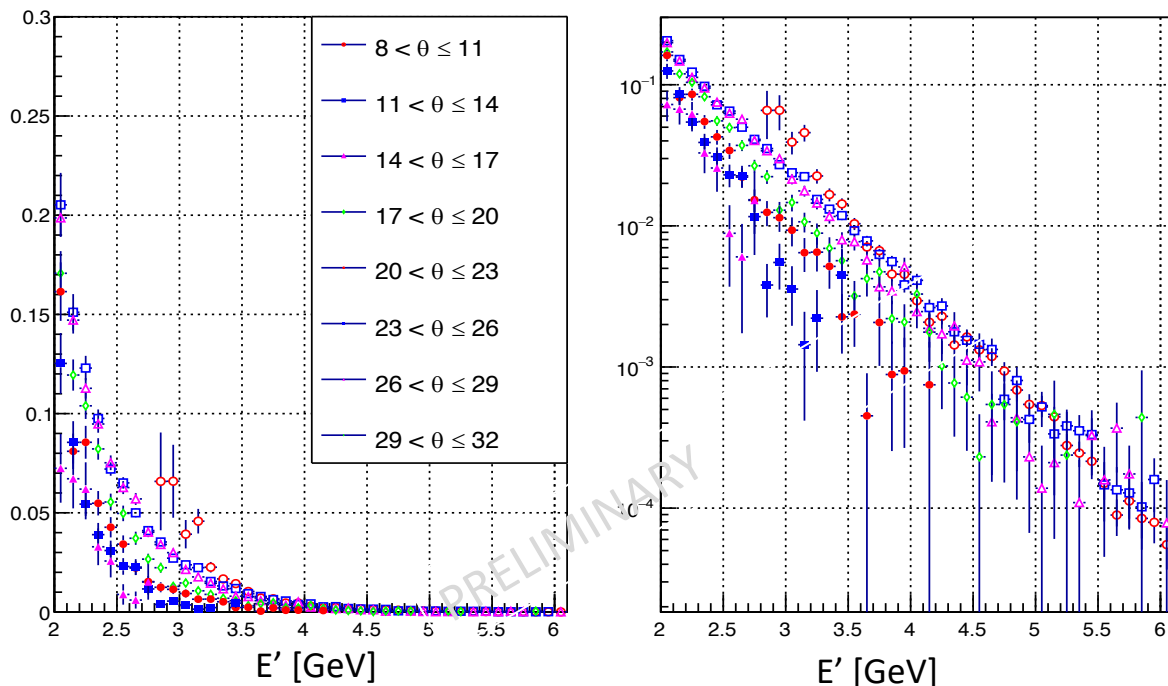 0.3
0.25
0.2
0.15
0.1
0.05
0
2 2.5 3 3.5 4 4.5 5 5.5 6
E’ [GeV]
8 < θ ≤ 11
11 < θ ≤ 14
14 < θ ≤ 17
17 < θ ≤ 20
20 < θ ≤ 23
23 < θ ≤ 26
26 < θ ≤ 29
29 < θ ≤ 32
PRELIMINARY
10⁻¹
10⁻²
10⁻³
10⁻⁴
2 2.5 3 3.5 4 4.5 5 5.5 6
E’ [GeV]